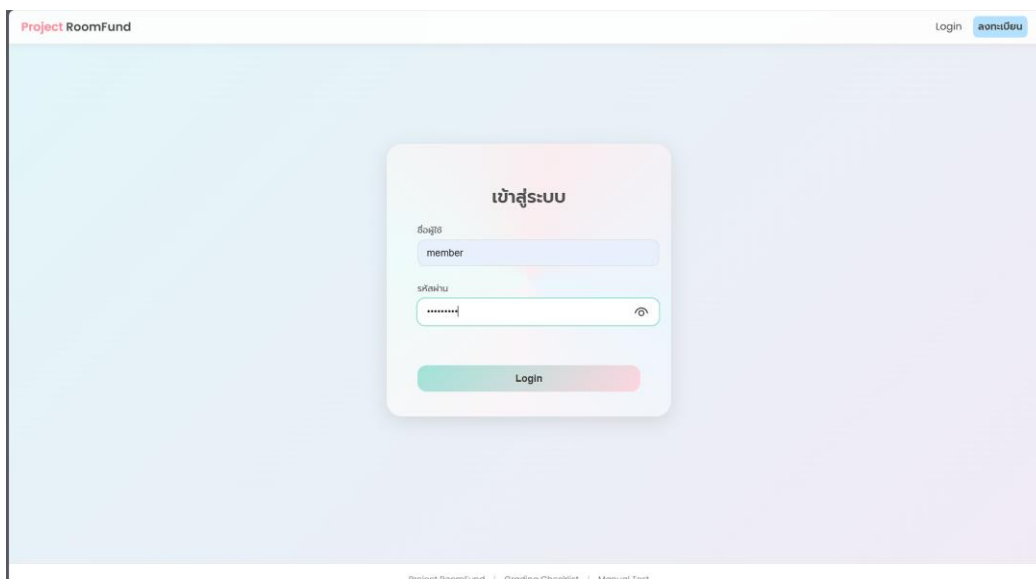 Project RoomFund
Login ลงทะเบียน
เข้าสู่ระบบ
ชื่อผู้ใช้
member
รหัสผ่าน
•••••••••
Login
Project RoomFund | Grading Checklist | Manual Test